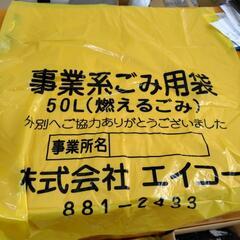 事業系ごみ用袋
50L(燃えるごみ)
分別へご協力ありがとうございました
事業所名
株式会社 エイコー
881-2433